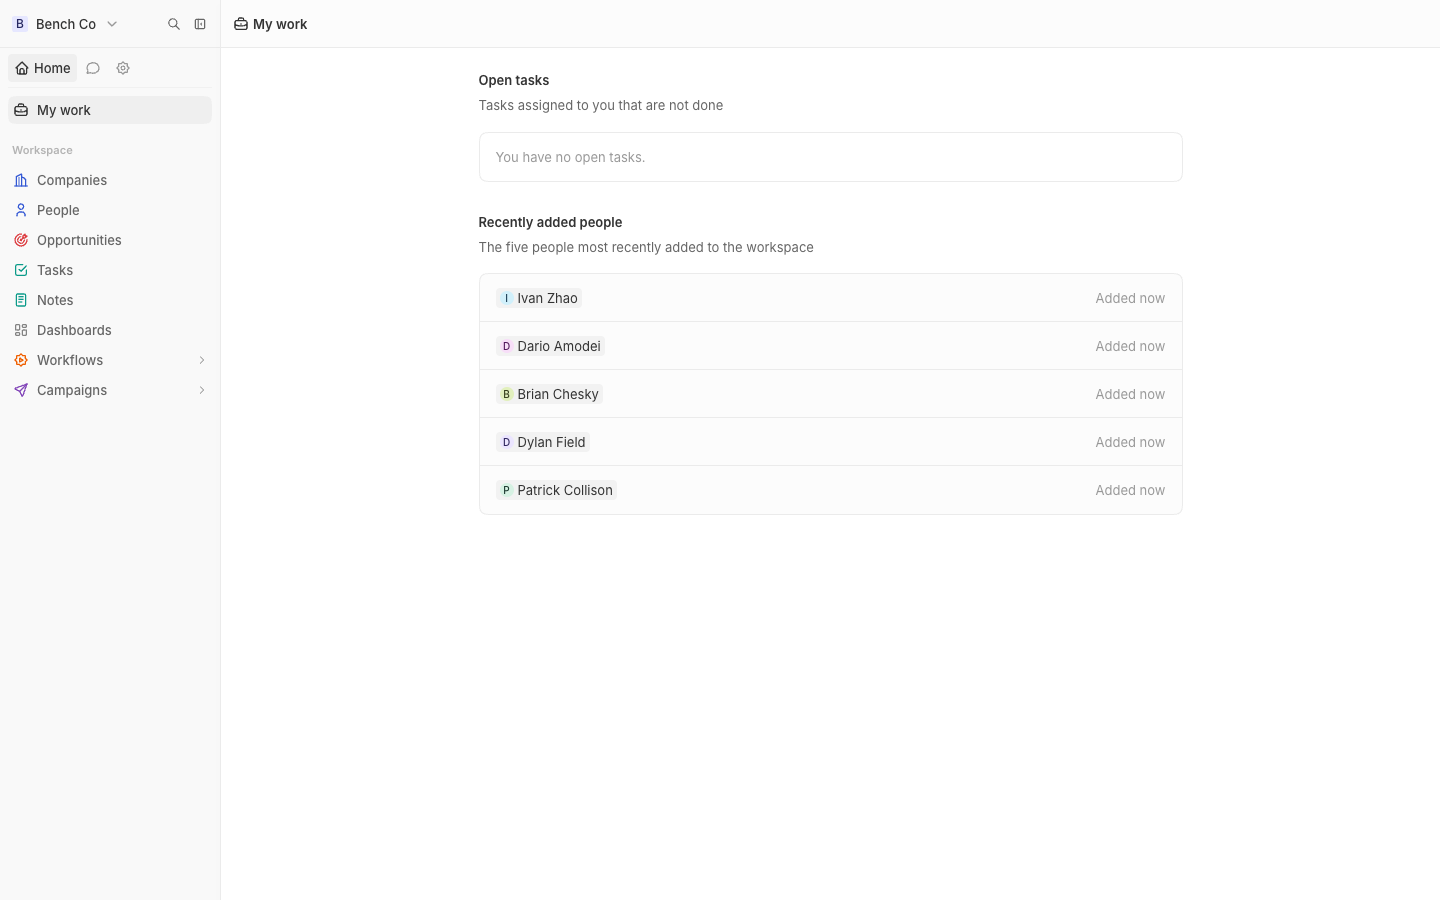 B Bench Co
My work
Home
My work
Workspace
Companies
People
Opportunities
Tasks
Notes
Dashboards
Workflows
Campaigns
Open tasks
Tasks assigned to you that are not done
You have no open tasks.
Recently added people
The five people most recently added to the workspace
I Ivan Zhao Added now
D Dario Amodei Added now
B Brian Chesky Added now
D Dylan Field Added now
P Patrick Collison Added now